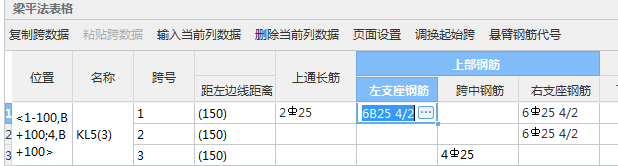 梁平法表格
复制跨数据 粘贴跨数据 输入当前列数据 删除当前列数据 页面设置 调换起始跨 悬臂钢筋代号
位置 名称 跨号 距左边线距离 上通长筋 上部钢筋
左支座钢筋 跨中钢筋 右支座钢筋
1 <1-100,B+100;4,B+100> KL5(3) 1 (150) 2⏀25 6B25 4/2 6⏀25 4/2
2 2 (150) 6⏀25 4/2
3 3 (150) 4⏀25